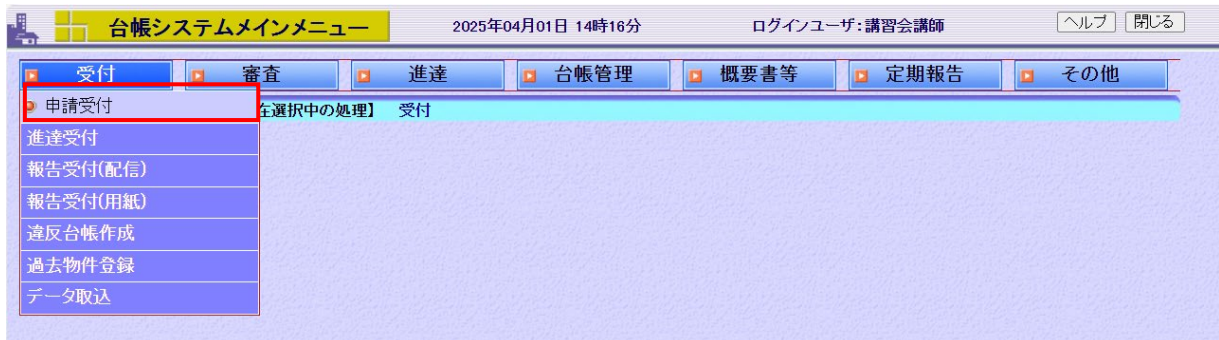 台帳システムメインメニュー 2025年04月01日 14時16分 ログインユーザ:講習会講師 ヘルプ 閉じる
受付 審査 進達 台帳管理 概要書等 定期報告 その他
申請受付 在選択中の処理】 受付
進達受付
報告受付(配信)
報告受付(用紙)
違反台帳作成
過去物件登録
データ取込